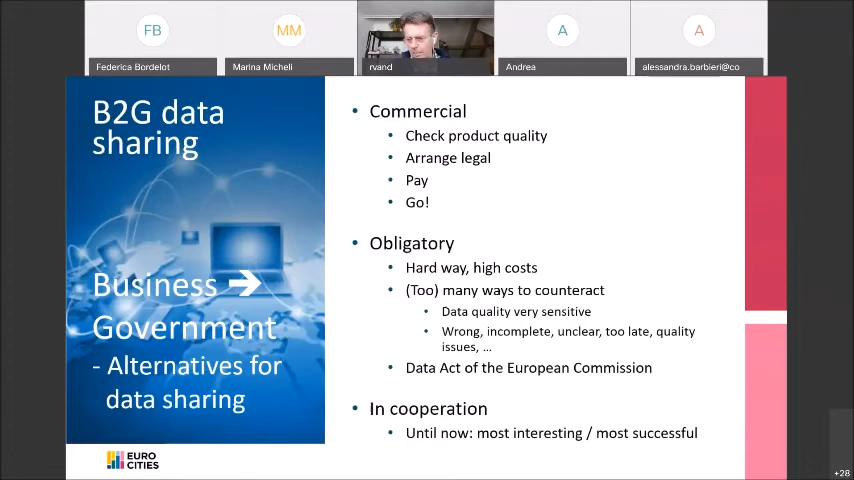 FB
MM
A
A
Federica Bordelot
Marina Micheli
rvand
Andrea
alessandra.barbieri@co
B2G data
sharing
Business ➔
Government
- Alternatives for
data sharing
EURO
CITIES
• Commercial
• Check product quality
• Arrange legal
• Pay
• Go!
• Obligatory
• Hard way, high costs
• (Too) many ways to counteract
• Data quality very sensitive
• Wrong, incomplete, unclear, too late, quality
issues, ...
• Data Act of the European Commission
• In cooperation
• Until now: most interesting / most successful
+28